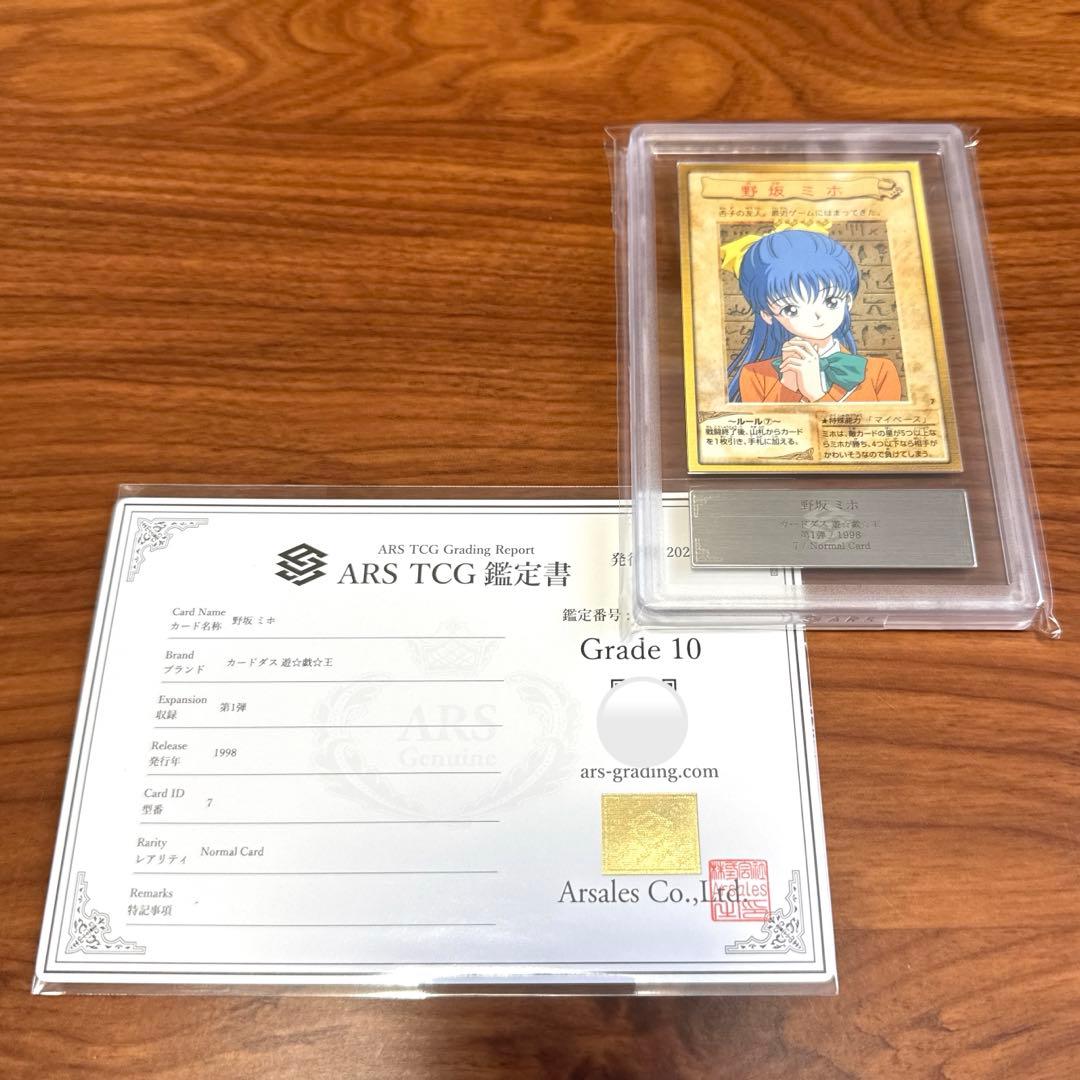 野坂 ミホ
杏子の友人。最近ゲームにはまってきた。
7
〜ルール⑦〜
戦闘終了後、山札からカード
を1枚引き、手札に加える。
★特殊能力 「マイペース」
ミホは、敵カードの星が5つ以上な
らミホが勝ち、4つ以下なら相手が
かわいそうなので負けてしまう。
野坂 ミホ
カードダス 遊☆戯☆王
第1弾 / 1998
7 / Normal Card
ARS
ARS TCG Grading Report
ARS TCG 鑑定書
発行
202
鑑定番号 :
Grade 10
ars-grading.com
Arsales Co.,Ltd.
Arsales
Card Name
カード名称 野坂 ミホ
Brand
ブランド カードダス 遊☆戯☆王
Expansion
収録 第1弾
Release
発行年 1998
Card ID
型番 7
Rarity
レアリティ Normal Card
Remarks
特記事項 -
ARS
Genuine